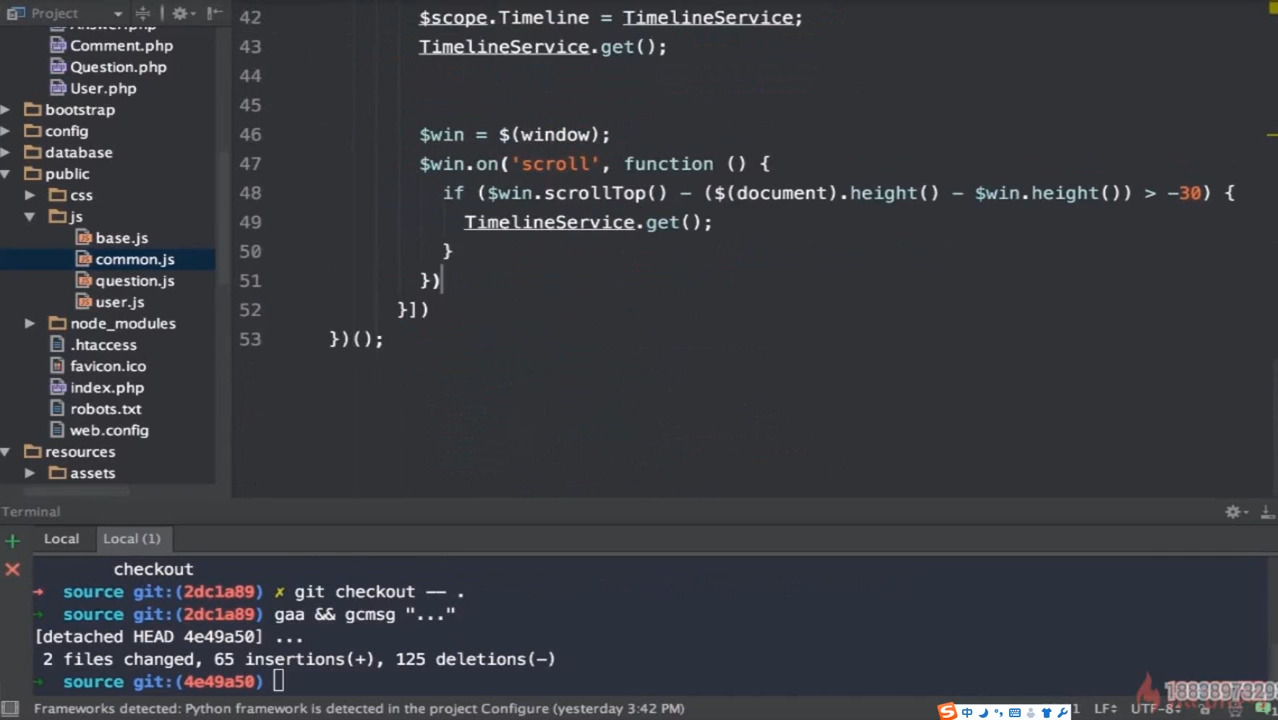 Project
Answer.php
Comment.php
Question.php
User.php
bootstrap
config
database
public
css
js
base.js
common.js
question.js
user.js
node_modules
.htaccess
favicon.ico
index.php
robots.txt
web.config
resources
assets
42 $scope.Timeline = TimelineService;
43 TimelineService.get();
44
45
46 $win = $(window);
47 $win.on('scroll', function () {
48 if ($win.scrollTop() - ($(document).height() - $win.height()) > -30) {
49 TimelineService.get();
50 }
51 })
52 }])
53 })();
Terminal
Local Local (1)
checkout
→ source git:(2dc1a89) ✗ git checkout -- .
→ source git:(2dc1a89) gaa && gcmsg "..."
[detached HEAD 4e49a50] ...
2 files changed, 65 insertions(+), 125 deletions(-)
→ source git:(4e49a50)
Frameworks detected: Python framework is detected in the project Configure (yesterday 3:42 PM)
中
LF÷ UTF-8÷